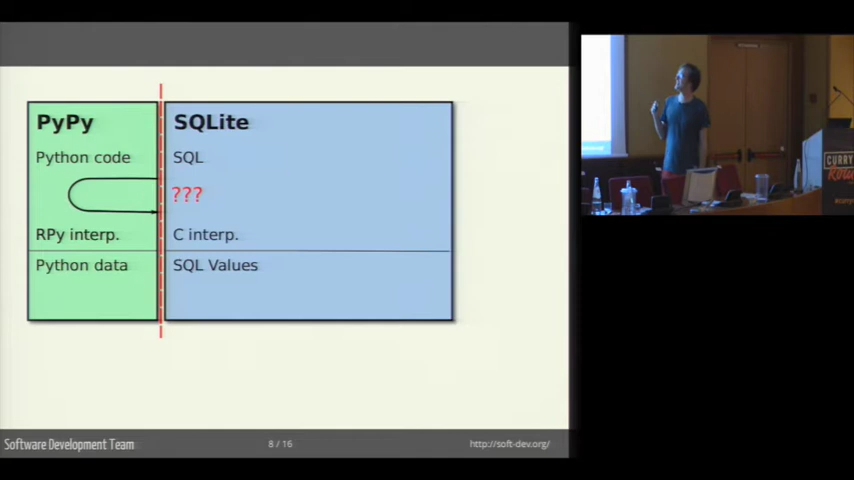 PyPy
Python code
RPy interp.
Python data
SQLite
SQL
???
C interp.
SQL Values
Software Development Team
8 / 16
http://soft-dev.org/
CURRY